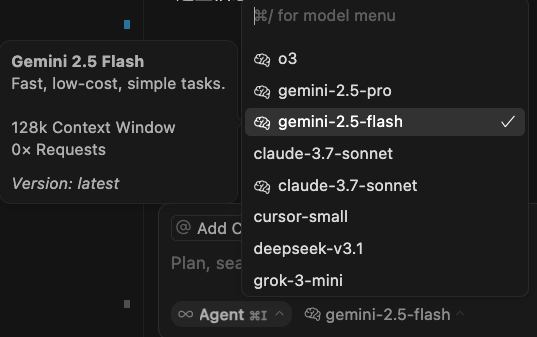 ⌘/ for model menu
Gemini 2.5 Flash
Fast, low-cost, simple tasks.
128k Context Window
0× Requests
Version: latest
o3
gemini-2.5-pro
gemini-2.5-flash
claude-3.7-sonnet
claude-3.7-sonnet
cursor-small
deepseek-v3.1
grok-3-mini
@ Add C
Plan, sea
∞ Agent ⌘I
gemini-2.5-flash